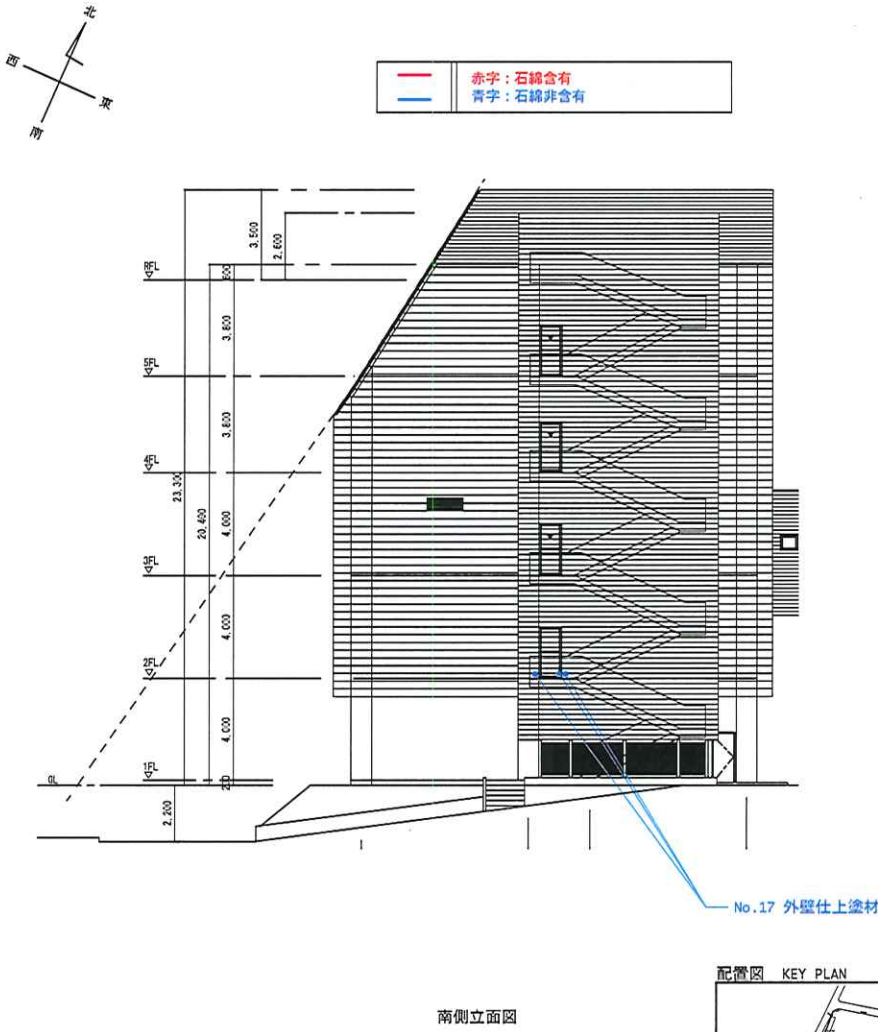 北
西
東
南
赤字：石綿含有
青字：石綿非含有
3,500
2,600
RFL
600
3,800
5FL
3,800
4FL
23,300
20,400
4,000
3FL
4,000
2FL
4,000
1FL
200
GL
2,200
No.17 外壁仕上塗材
配置図 KEY PLAN
南側立面図